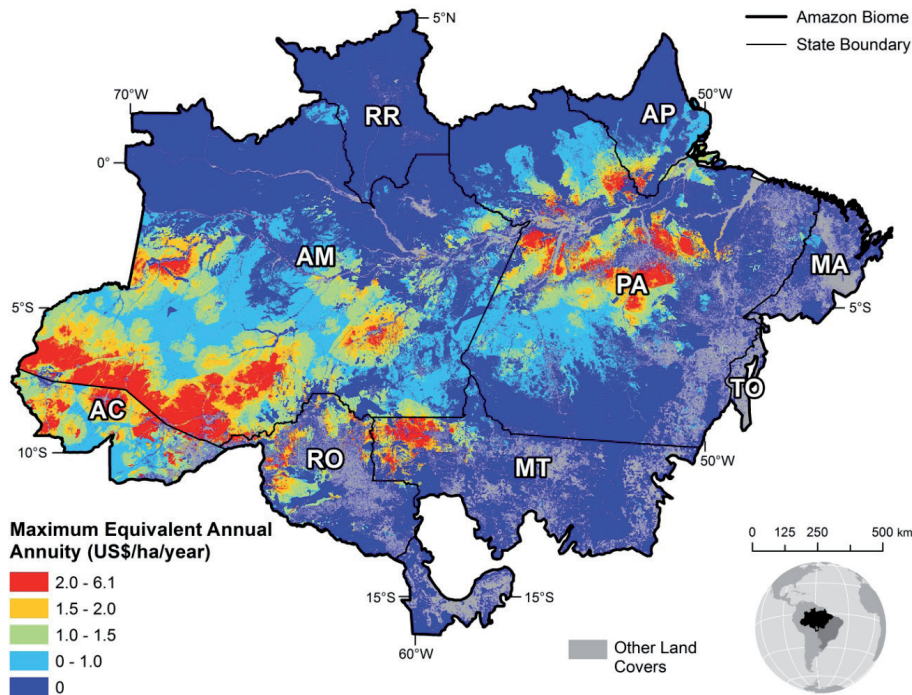 5°N
Amazon Biome
State Boundary
70°W
50°W
RR
AP
0°
AM
MA
PA
5°S
5°S
TO
AC
10°S
RO
MT
50°W
Maximum Equivalent Annual
Annuity (US$/ha/year)
0 125 250 500 km
2.0 - 6.1
1.5 - 2.0
1.0 - 1.5
0 - 1.0
0
15°S
15°S
60°W
Other Land
Covers